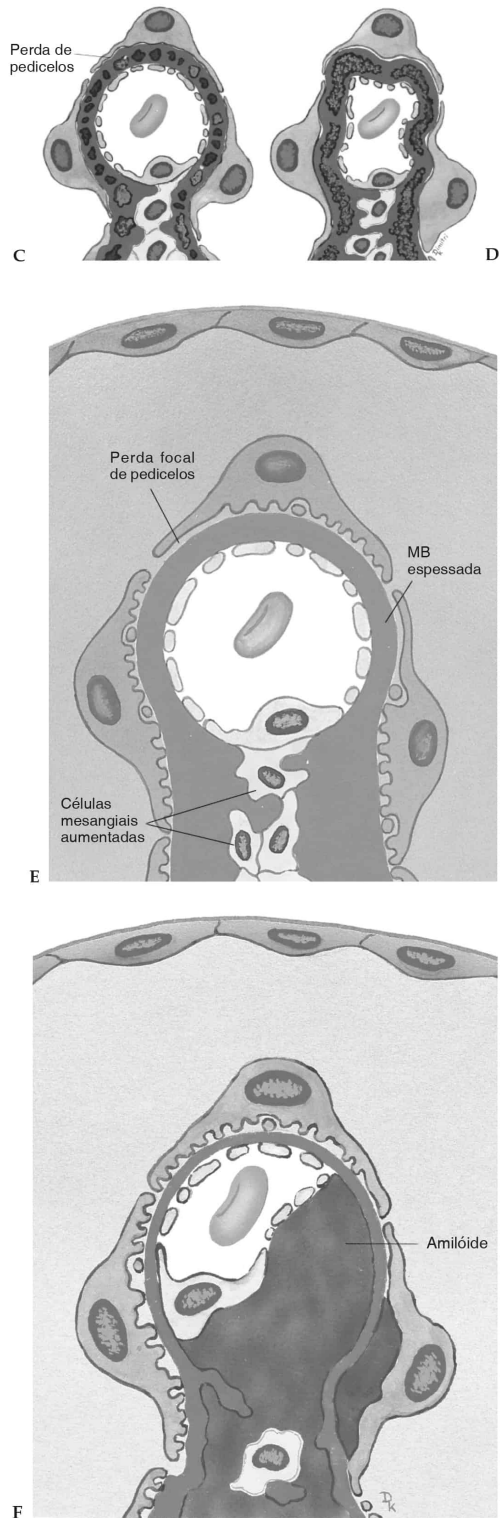 Perda de
pedicelos
C
D
Perda focal
de pedicelos
MB
espessada
Células
mesangiais
aumentadas
E
Amilóide
F